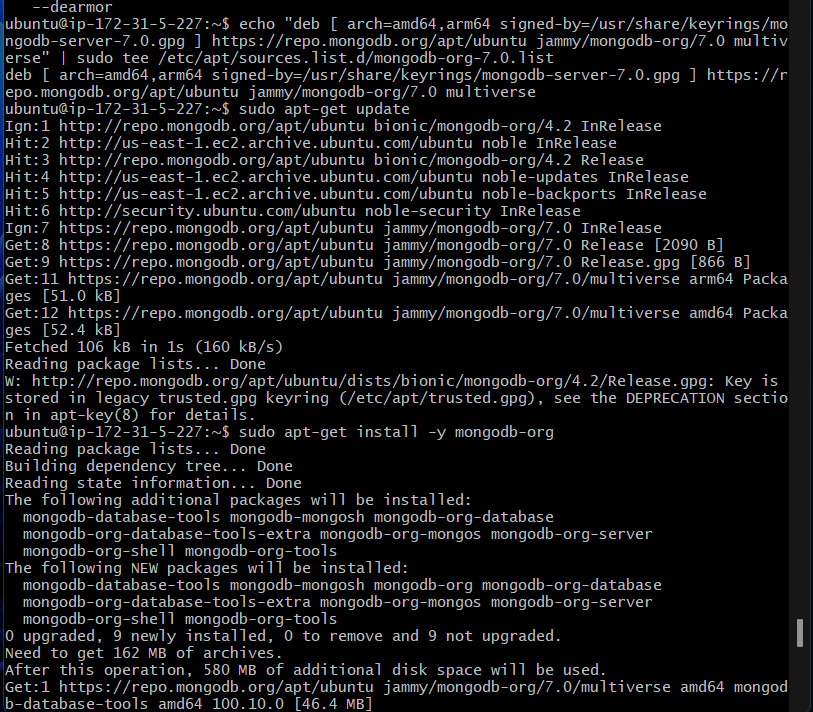 --dearmor
ubuntu@ip-172-31-5-227:~$ echo "deb [ arch=amd64,arm64 signed-by=/usr/share/keyrings/mo
ngodb-server-7.0.gpg ] https://repo.mongodb.org/apt/ubuntu jammy/mongodb-org/7.0 multiv
erse" | sudo tee /etc/apt/sources.list.d/mongodb-org-7.0.list
deb [ arch=amd64,arm64 signed-by=/usr/share/keyrings/mongodb-server-7.0.gpg ] https://r
epo.mongodb.org/apt/ubuntu jammy/mongodb-org/7.0 multiverse
ubuntu@ip-172-31-5-227:~$ sudo apt-get update
Ign:1 http://repo.mongodb.org/apt/ubuntu bionic/mongodb-org/4.2 InRelease
Hit:2 http://us-east-1.ec2.archive.ubuntu.com/ubuntu noble InRelease
Hit:3 http://repo.mongodb.org/apt/ubuntu bionic/mongodb-org/4.2 Release
Hit:4 http://us-east-1.ec2.archive.ubuntu.com/ubuntu noble-updates InRelease
Hit:5 http://us-east-1.ec2.archive.ubuntu.com/ubuntu noble-backports InRelease
Hit:6 http://security.ubuntu.com/ubuntu noble-security InRelease
Ign:7 https://repo.mongodb.org/apt/ubuntu jammy/mongodb-org/7.0 InRelease
Get:8 https://repo.mongodb.org/apt/ubuntu jammy/mongodb-org/7.0 Release [2090 B]
Get:9 https://repo.mongodb.org/apt/ubuntu jammy/mongodb-org/7.0 Release.gpg [866 B]
Get:11 https://repo.mongodb.org/apt/ubuntu jammy/mongodb-org/7.0/multiverse arm64 Packa
ges [51.0 kB]
Get:12 https://repo.mongodb.org/apt/ubuntu jammy/mongodb-org/7.0/multiverse amd64 Packa
ges [52.4 kB]
Fetched 106 kB in 1s (160 kB/s)
Reading package lists... Done
W: http://repo.mongodb.org/apt/ubuntu/dists/bionic/mongodb-org/4.2/Release.gpg: Key is
stored in legacy trusted.gpg keyring (/etc/apt/trusted.gpg), see the DEPRECATION sectio
n in apt-key(8) for details.
ubuntu@ip-172-31-5-227:~$ sudo apt-get install -y mongodb-org
Reading package lists... Done
Building dependency tree... Done
Reading state information... Done
The following additional packages will be installed:
  mongodb-database-tools mongodb-mongosh mongodb-org-database
  mongodb-org-database-tools-extra mongodb-org-mongos mongodb-org-server
  mongodb-org-shell mongodb-org-tools
The following NEW packages will be installed:
  mongodb-database-tools mongodb-mongosh mongodb-org mongodb-org-database
  mongodb-org-database-tools-extra mongodb-org-mongos mongodb-org-server
  mongodb-org-shell mongodb-org-tools
0 upgraded, 9 newly installed, 0 to remove and 9 not upgraded.
Need to get 162 MB of archives.
After this operation, 580 MB of additional disk space will be used.
Get:1 https://repo.mongodb.org/apt/ubuntu jammy/mongodb-org/7.0/multiverse amd64 mongod
b-database-tools amd64 100.10.0 [46.4 MB]